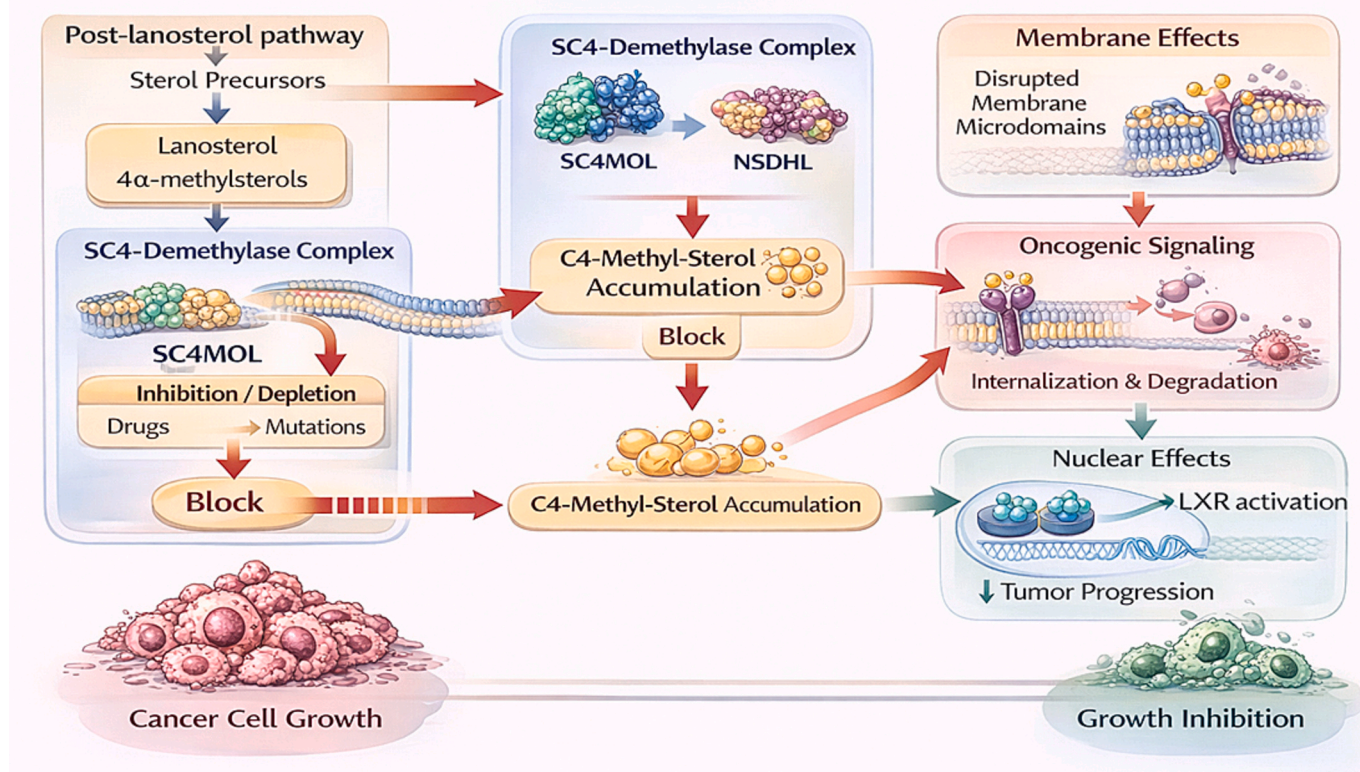 Post-lanosterol pathway
Sterol Precursors
Lanosterol
4α-methylsterols
SC4-Demethylase Complex
SC4MOL
Inhibition / Depletion
Drugs
Mutations
Block
Cancer Cell Growth
SC4-Demethylase Complex
SC4MOL
NSDHL
C4-Methyl-Sterol
Accumulation
Block
C4-Methyl-Sterol Accumulation
Membrane Effects
Disrupted
Membrane
Microdomains
Oncogenic Signaling
Internalization & Degradation
Nuclear Effects
LXR activation
↓ Tumor Progression
Growth Inhibition